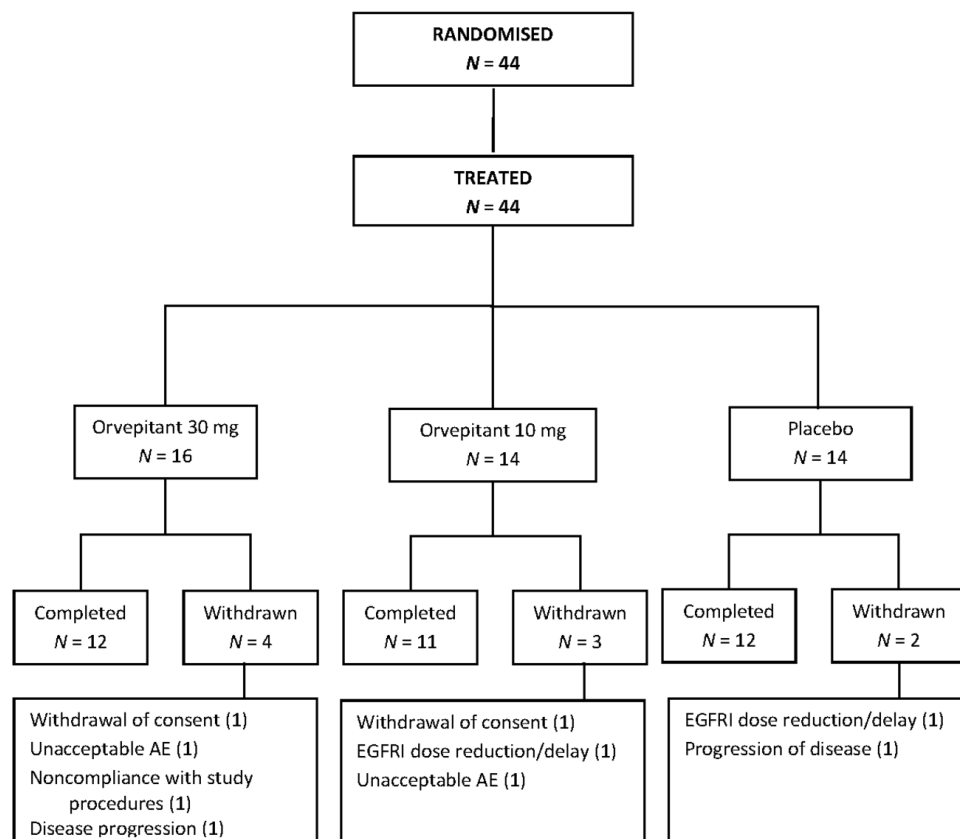 RANDOMISED
N = 44
TREATED
N = 44
Orvepitant 30 mg
N = 16
Orvepitant 10 mg
N = 14
Placebo
N = 14
Completed
N = 12
Withdrawn
N = 4
Completed
N = 11
Withdrawn
N = 3
Completed
N = 12
Withdrawn
N = 2
Withdrawal of consent (1)
Unacceptable AE (1)
Noncompliance with study
procedures (1)
Disease progression (1)
Withdrawal of consent (1)
EGFRI dose reduction/delay (1)
Unacceptable AE (1)
EGFRI dose reduction/delay (1)
Progression of disease (1)